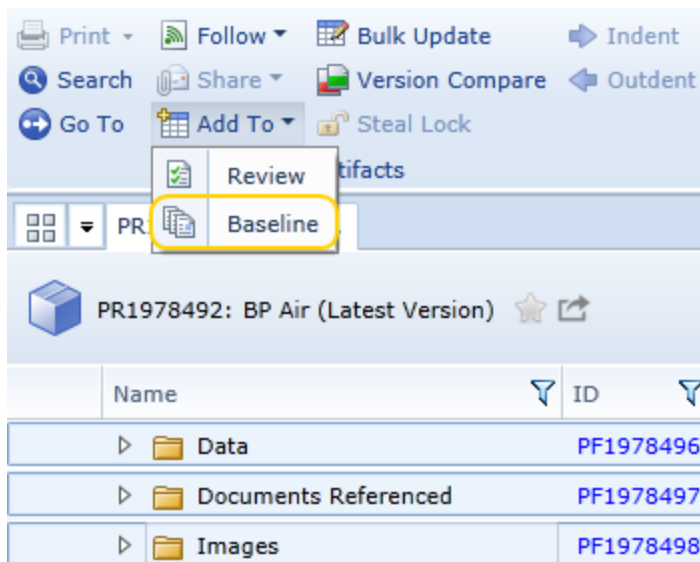 Print Follow Bulk Update Indent
Search Share Version Compare Outdent
Go To Add To Steal Lock
Review tifacts
Baseline
PR
PR1978492: BP Air (Latest Version)
Name ID
Data PF1978496
Documents Referenced PF1978497
Images PF1978498